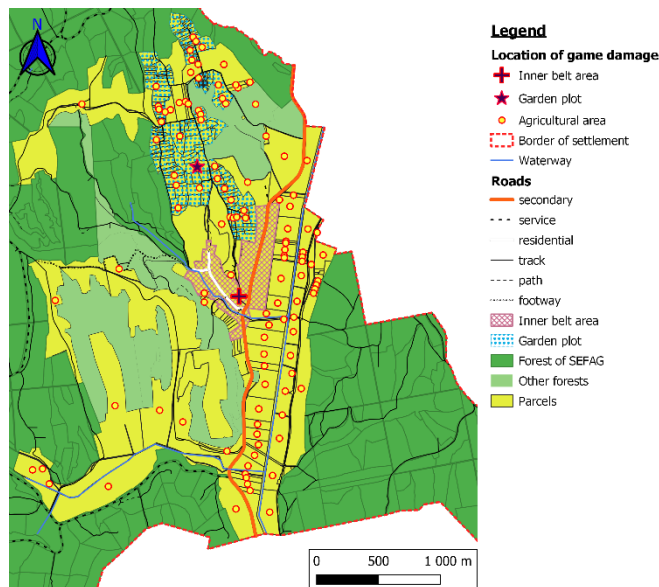 N
Legend
Location of game damage
Inner belt area
Garden plot
Agricultural area
Border of settlement
Waterway
Roads
secondary
service
residential
track
path
footway
Inner belt area
Garden plot
Forest of SEFAG
Other forests
Parcels
0 500 1 000 m